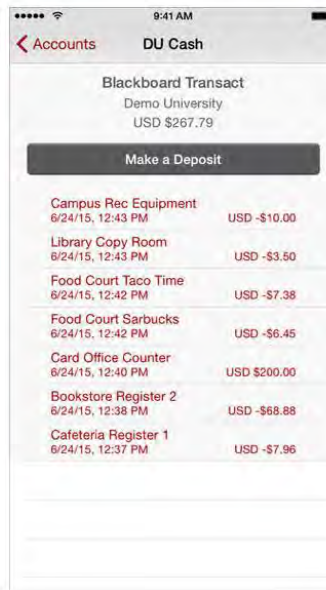 9:41 AM
Accounts
DU Cash
Blackboard Transact
Demo University
USD $267.79
Make a Deposit
Campus Rec Equipment
6/24/15, 12:43 PM USD -$10.00
Library Copy Room
6/24/15, 12:43 PM USD -$3.50
Food Court Taco Time
6/24/15, 12:42 PM USD -$7.38
Food Court Sarbucks
6/24/15, 12:42 PM USD -$6.45
Card Office Counter
6/24/15, 12:40 PM USD $200.00
Bookstore Register 2
6/24/15, 12:38 PM USD -$68.88
Cafeteria Register 1
6/24/15, 12:37 PM USD -$7.96